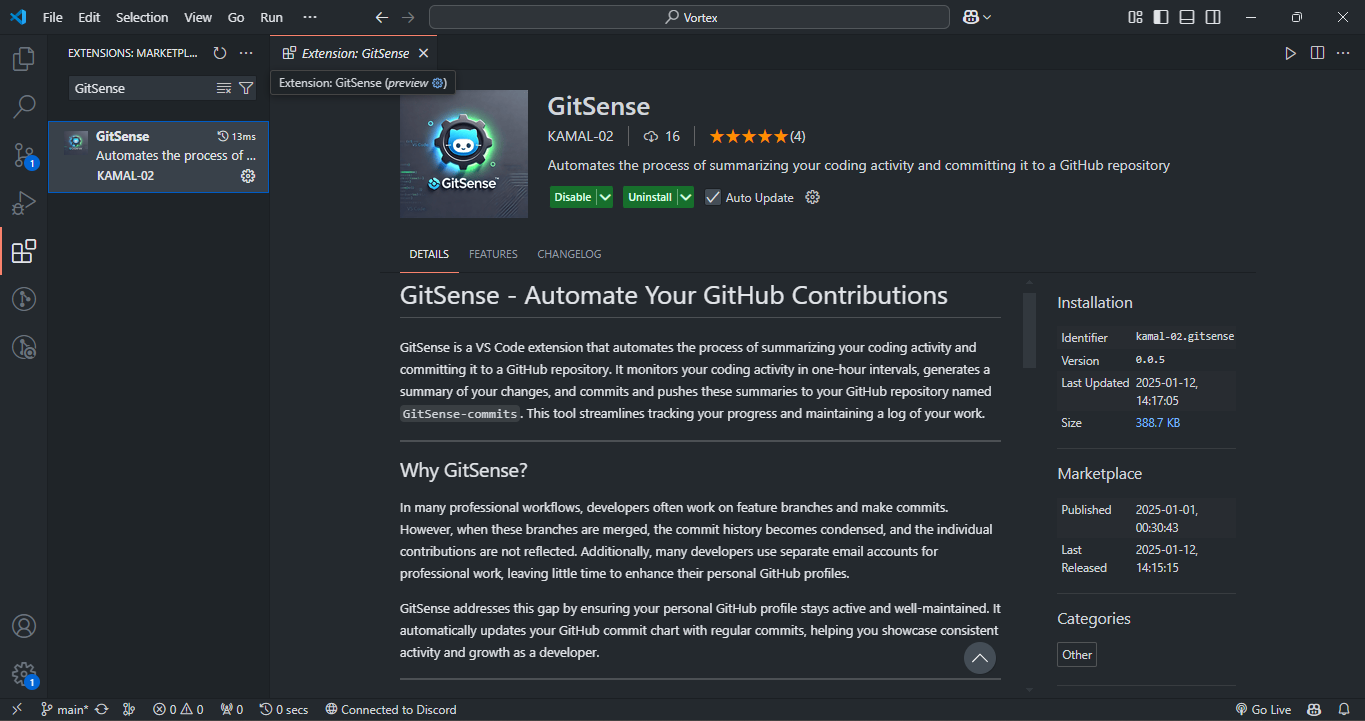 File Edit Selection View Go Run ···
Vortex
EXTENSIONS: MARKETPL...
GitSense
GitSense 13ms
Automates the process of ...
KAMAL-02
Extension: GitSense
Extension: GitSense (preview)
GitSense™
GitSense
KAMAL-02 16 (4)
Automates the process of summarizing your coding activity and committing it to a GitHub repository
Disable Uninstall Auto Update
DETAILS FEATURES CHANGELOG
GitSense - Automate Your GitHub Contributions
GitSense is a VS Code extension that automates the process of summarizing your coding activity and
committing it to a GitHub repository. It monitors your coding activity in one-hour intervals, generates a
summary of your changes, and commits and pushes these summaries to your GitHub repository named
GitSense-commits. This tool streamlines tracking your progress and maintaining a log of your work.
Why GitSense?
In many professional workflows, developers often work on feature branches and make commits.
However, when these branches are merged, the commit history becomes condensed, and the individual
contributions are not reflected. Additionally, many developers use separate email accounts for
professional work, leaving little time to enhance their personal GitHub profiles.
GitSense addresses this gap by ensuring your personal GitHub profile stays active and well-maintained. It
automatically updates your GitHub commit chart with regular commits, helping you showcase consistent
activity and growth as a developer.
Installation
Identifier kamal-02.gitsense
Version 0.0.5
Last Updated 2025-01-12,
14:17:05
Size 388.7 KB
Marketplace
Published 2025-01-01,
00:30:43
Last 2025-01-12,
Released 14:15:15
Categories
Other
1
1
main* 0 0 0 0 secs Connected to Discord Go Live